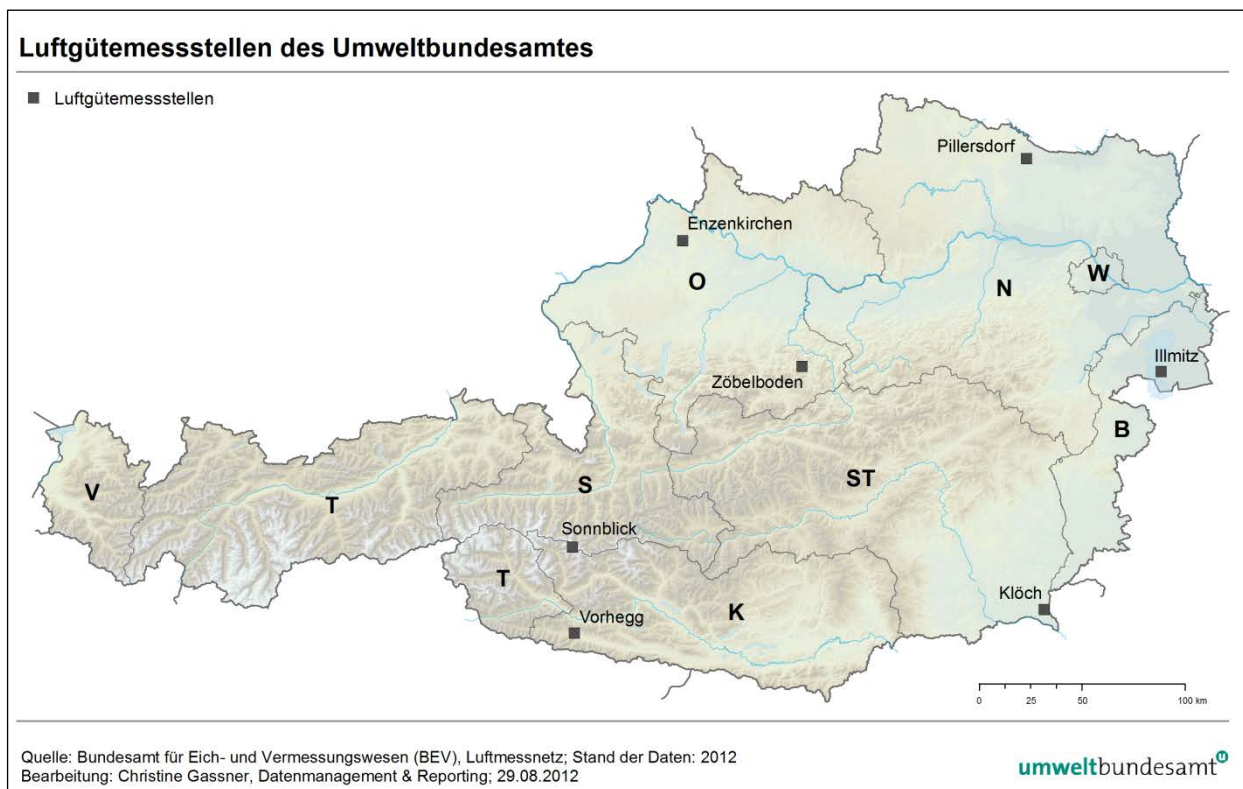 Luftgütemessstellen des Umweltbundesamtes
Luftgütemessstellen
Pillersdorf
Enzenkirchen
O
N
W
Illmitz
Zöbelboden
B
V
T
S
ST
Sonnblick
T
K
Klöch
Vorhegg
0 25 50 100 km
Quelle: Bundesamt für Eich- und Vermessungswesen (BEV), Luftmessnetz; Stand der Daten: 2012
Bearbeitung: Christine Gassner, Datenmanagement & Reporting; 29.08.2012
umweltbundesamt
u